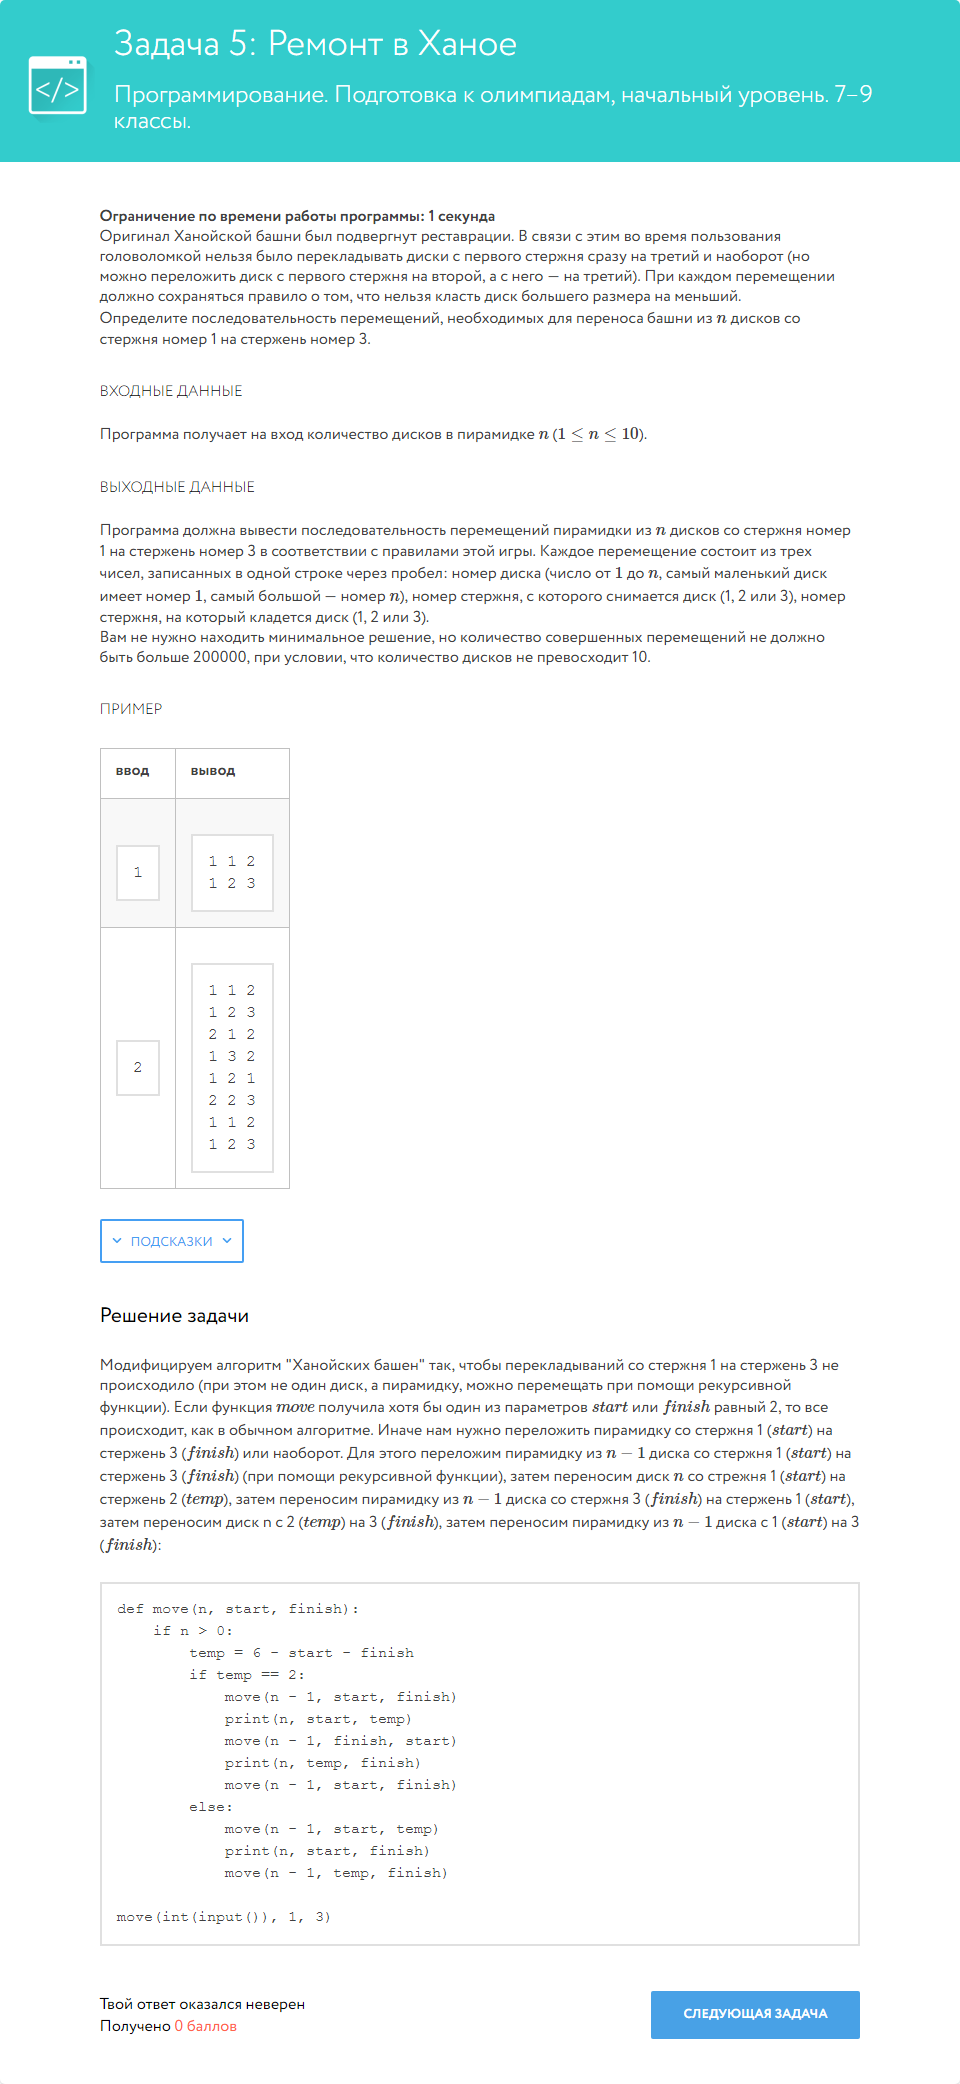 Задача 5: Ремонт в Ханое
</>
Программирование. Подготовка к олимпиадам, начальный уровень. 7–9
классы.
Ограничение по времени работы программы: 1 секунда
Оригинал Ханойской башни был подвергнут реставрации. В связи с этим во время пользования
головоломкой нельзя было перекладывать диски с первого стержня сразу на третий и наоборот (но
можно переложить диск с первого стержня на второй, а с него — на третий). При каждом перемещении
должно сохраняться правило о том, что нельзя класть диск большего размера на меньший.
Определите последовательность перемещений, необходимых для переноса башни из n дисков со
стержня номер 1 на стержень номер 3.
ВХОДНЫЕ ДАННЫЕ
Программа получает на вход количество дисков в пирамидке n (1 ≤ n ≤ 10).
ВЫХОДНЫЕ ДАННЫЕ
Программа должна вывести последовательность перемещений пирамидки из n дисков со стержня номер
1 на стержень номер 3 в соответствии с правилами этой игры. Каждое перемещение состоит из трех
чисел, записанных в одной строке через пробел: номер диска (число от 1 до n, самый маленький диск
имеет номер 1, самый большой — номер n), номер стержня, с которого снимается диск (1, 2 или 3), номер
стержня, на который кладется диск (1, 2 или 3).
Вам не нужно находить минимальное решение, но количество совершенных перемещений не должно
быть больше 200000, при условии, что количество дисков не превосходит 10.
ПРИМЕР
ввод вывод
1
1 1 2
1 2 3
2
1 1 2
1 2 3
2 1 2
1 3 2
1 2 1
2 2 3
1 1 2
1 2 3
ПОДСКАЗКИ
Решение задачи
Модифицируем алгоритм "Ханойских башен" так, чтобы перекладываний со стержня 1 на стержень 3 не
происходило (при этом не один диск, а пирамидку, можно перемещать при помощи рекурсивной
функции). Если функция move получила хотя бы один из параметров start или finish равный 2, то все
происходит, как в обычном алгоритме. Иначе нам нужно переложить пирамидку со стержня 1 (start) на
стержень 3 (finish) или наоборот. Для этого переложим пирамидку из n − 1 диска со стержня 1 (start) на
стержень 3 (finish) (при помощи рекурсивной функции), затем переносим диск n со стрежня 1 (start) на
стержень 2 (temp), затем переносим пирамидку из n − 1 диска со стержня 3 (finish) на стержень 1 (start),
затем переносим диск n с 2 (temp) на 3 (finish), затем переносим пирамидку из n − 1 диска с 1 (start) на 3
(finish):
def move(n, start, finish):
    if n > 0:
        temp = 6 - start - finish
        if temp == 2:
            move(n - 1, start, finish)
            print(n, start, temp)
            move(n - 1, finish, start)
            print(n, temp, finish)
            move(n - 1, start, finish)
        else:
            move(n - 1, start, temp)
            print(n, start, finish)
            move(n - 1, temp, finish)
move(int(input()), 1, 3)
Твой ответ оказался неверен
Получено 0 баллов
СЛЕДУЮЩАЯ ЗАДАЧА